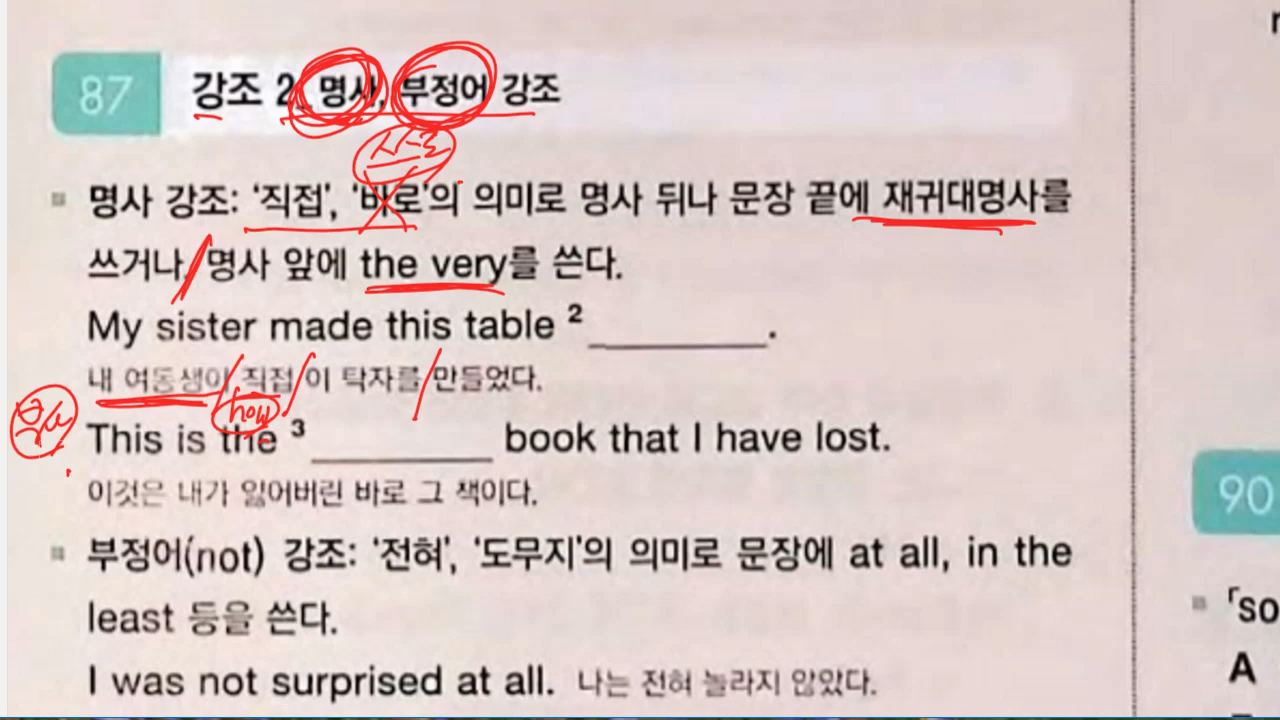 87 강조 2_ 명사, 부정어 강조
스스로
명사 강조: ‘직접’, ‘바로’의 의미로 명사 뒤나 문장 끝에 재귀대명사를
쓰거나, 명사 앞에 the very를 쓴다.
My sister made this table ² ________.
내 여동생이 직접 이 탁자를 만들었다.
how
This is the ³ ________ book that I have lost.
이것은 내가 잃어버린 바로 그 책이다.
부정어(not) 강조: ‘전혀’, ‘도무지’의 의미로 문장에 at all, in the
least 등을 쓴다.
I was not surprised at all. 나는 전혀 놀라지 않았다.
90
「so
A